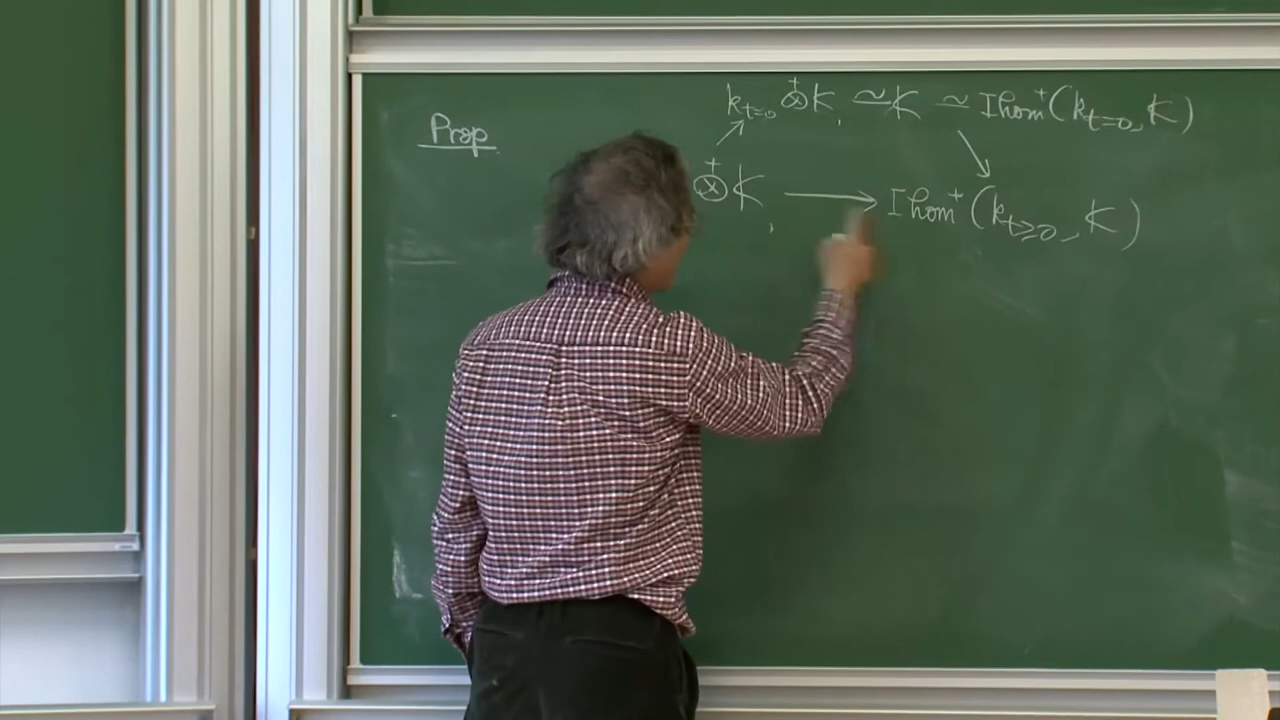 k_{t=0} ⊗^+ K, ≃ K ≃ Ihom^+(k_{t=0}, K)
Prop
⊗^+ K, ⟶ Ihom^+(k_{t≥0}, K)